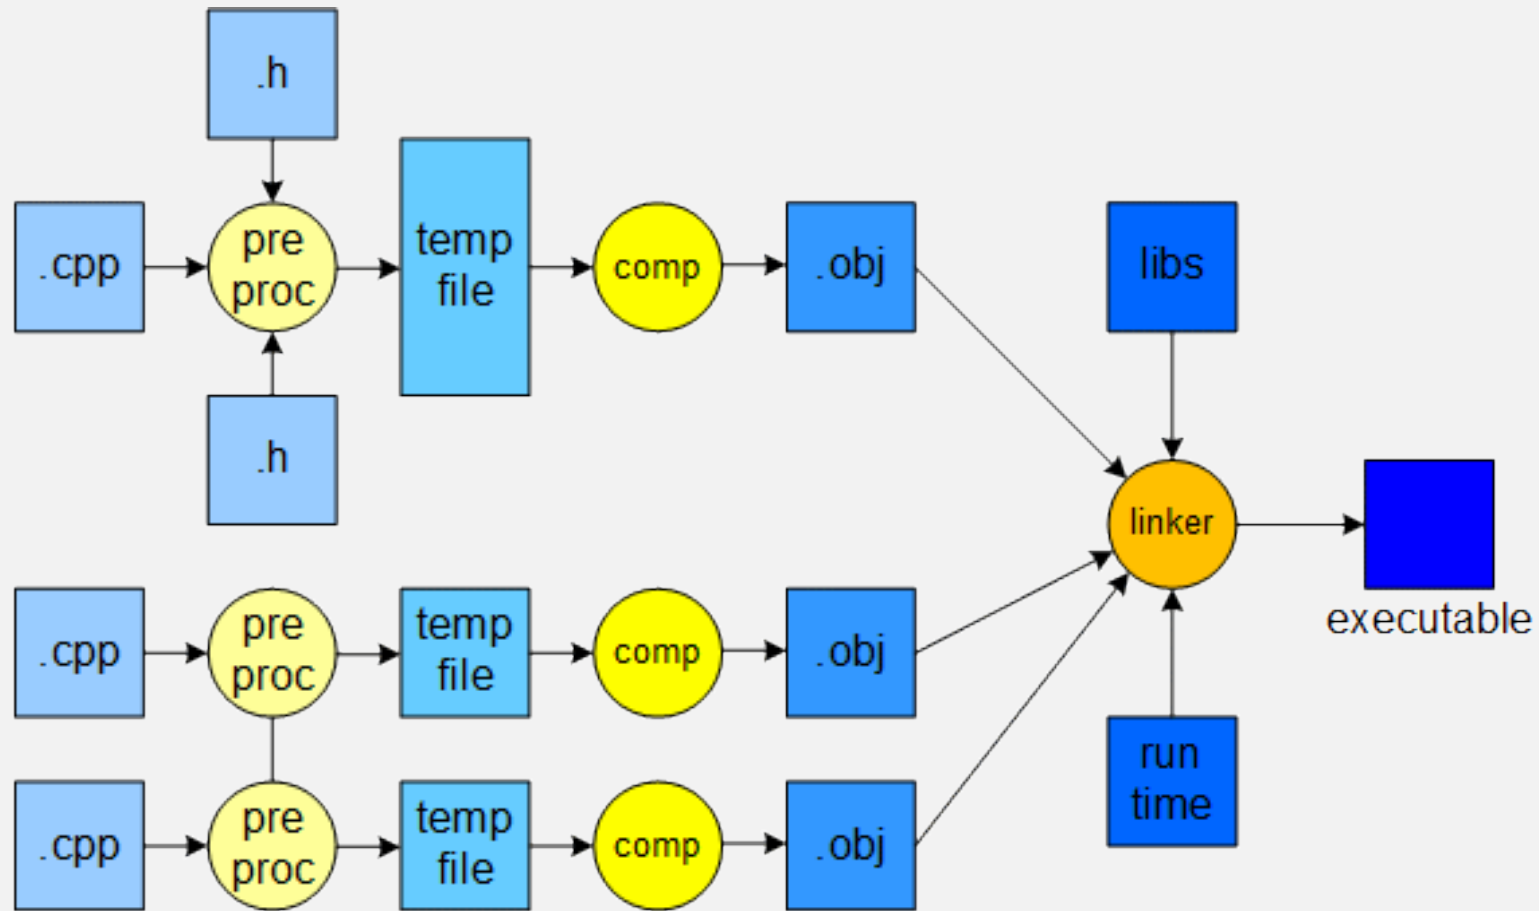 .h
.cpp
pre
proc
temp
file
comp
.obj
libs
.h
linker
executable
.cpp
pre
proc
temp
file
comp
.obj
run
time
.cpp
pre
proc
temp
file
comp
.obj